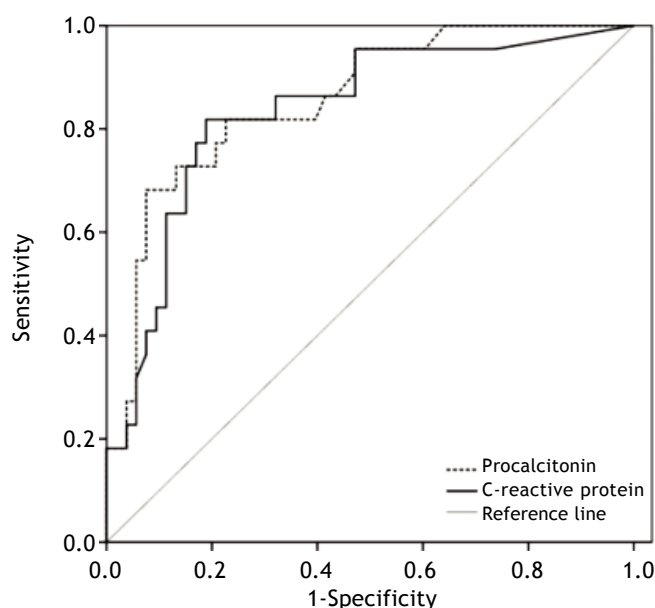 1.0
0.8
0.6
0.4
0.2
0.0
Sensitivity
Procalcitonin
C-reactive protein
Reference line
0.0 0.2 0.4 0.6 0.8 1.0
1-Specificity